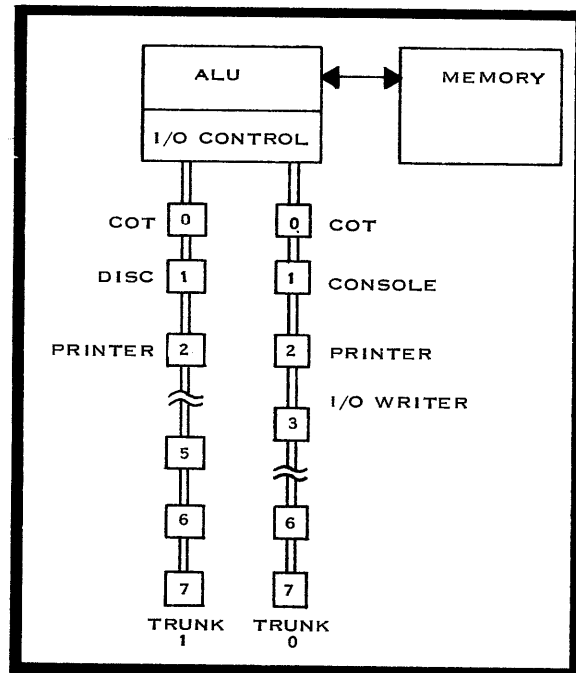 ALU
MEMORY
I/O CONTROL
COT 0 0 COT
DISC 1 1 CONSOLE
PRINTER 2 2 PRINTER
I/O WRITER
3
5
6 6
7 7
TRUNK TRUNK
1 0